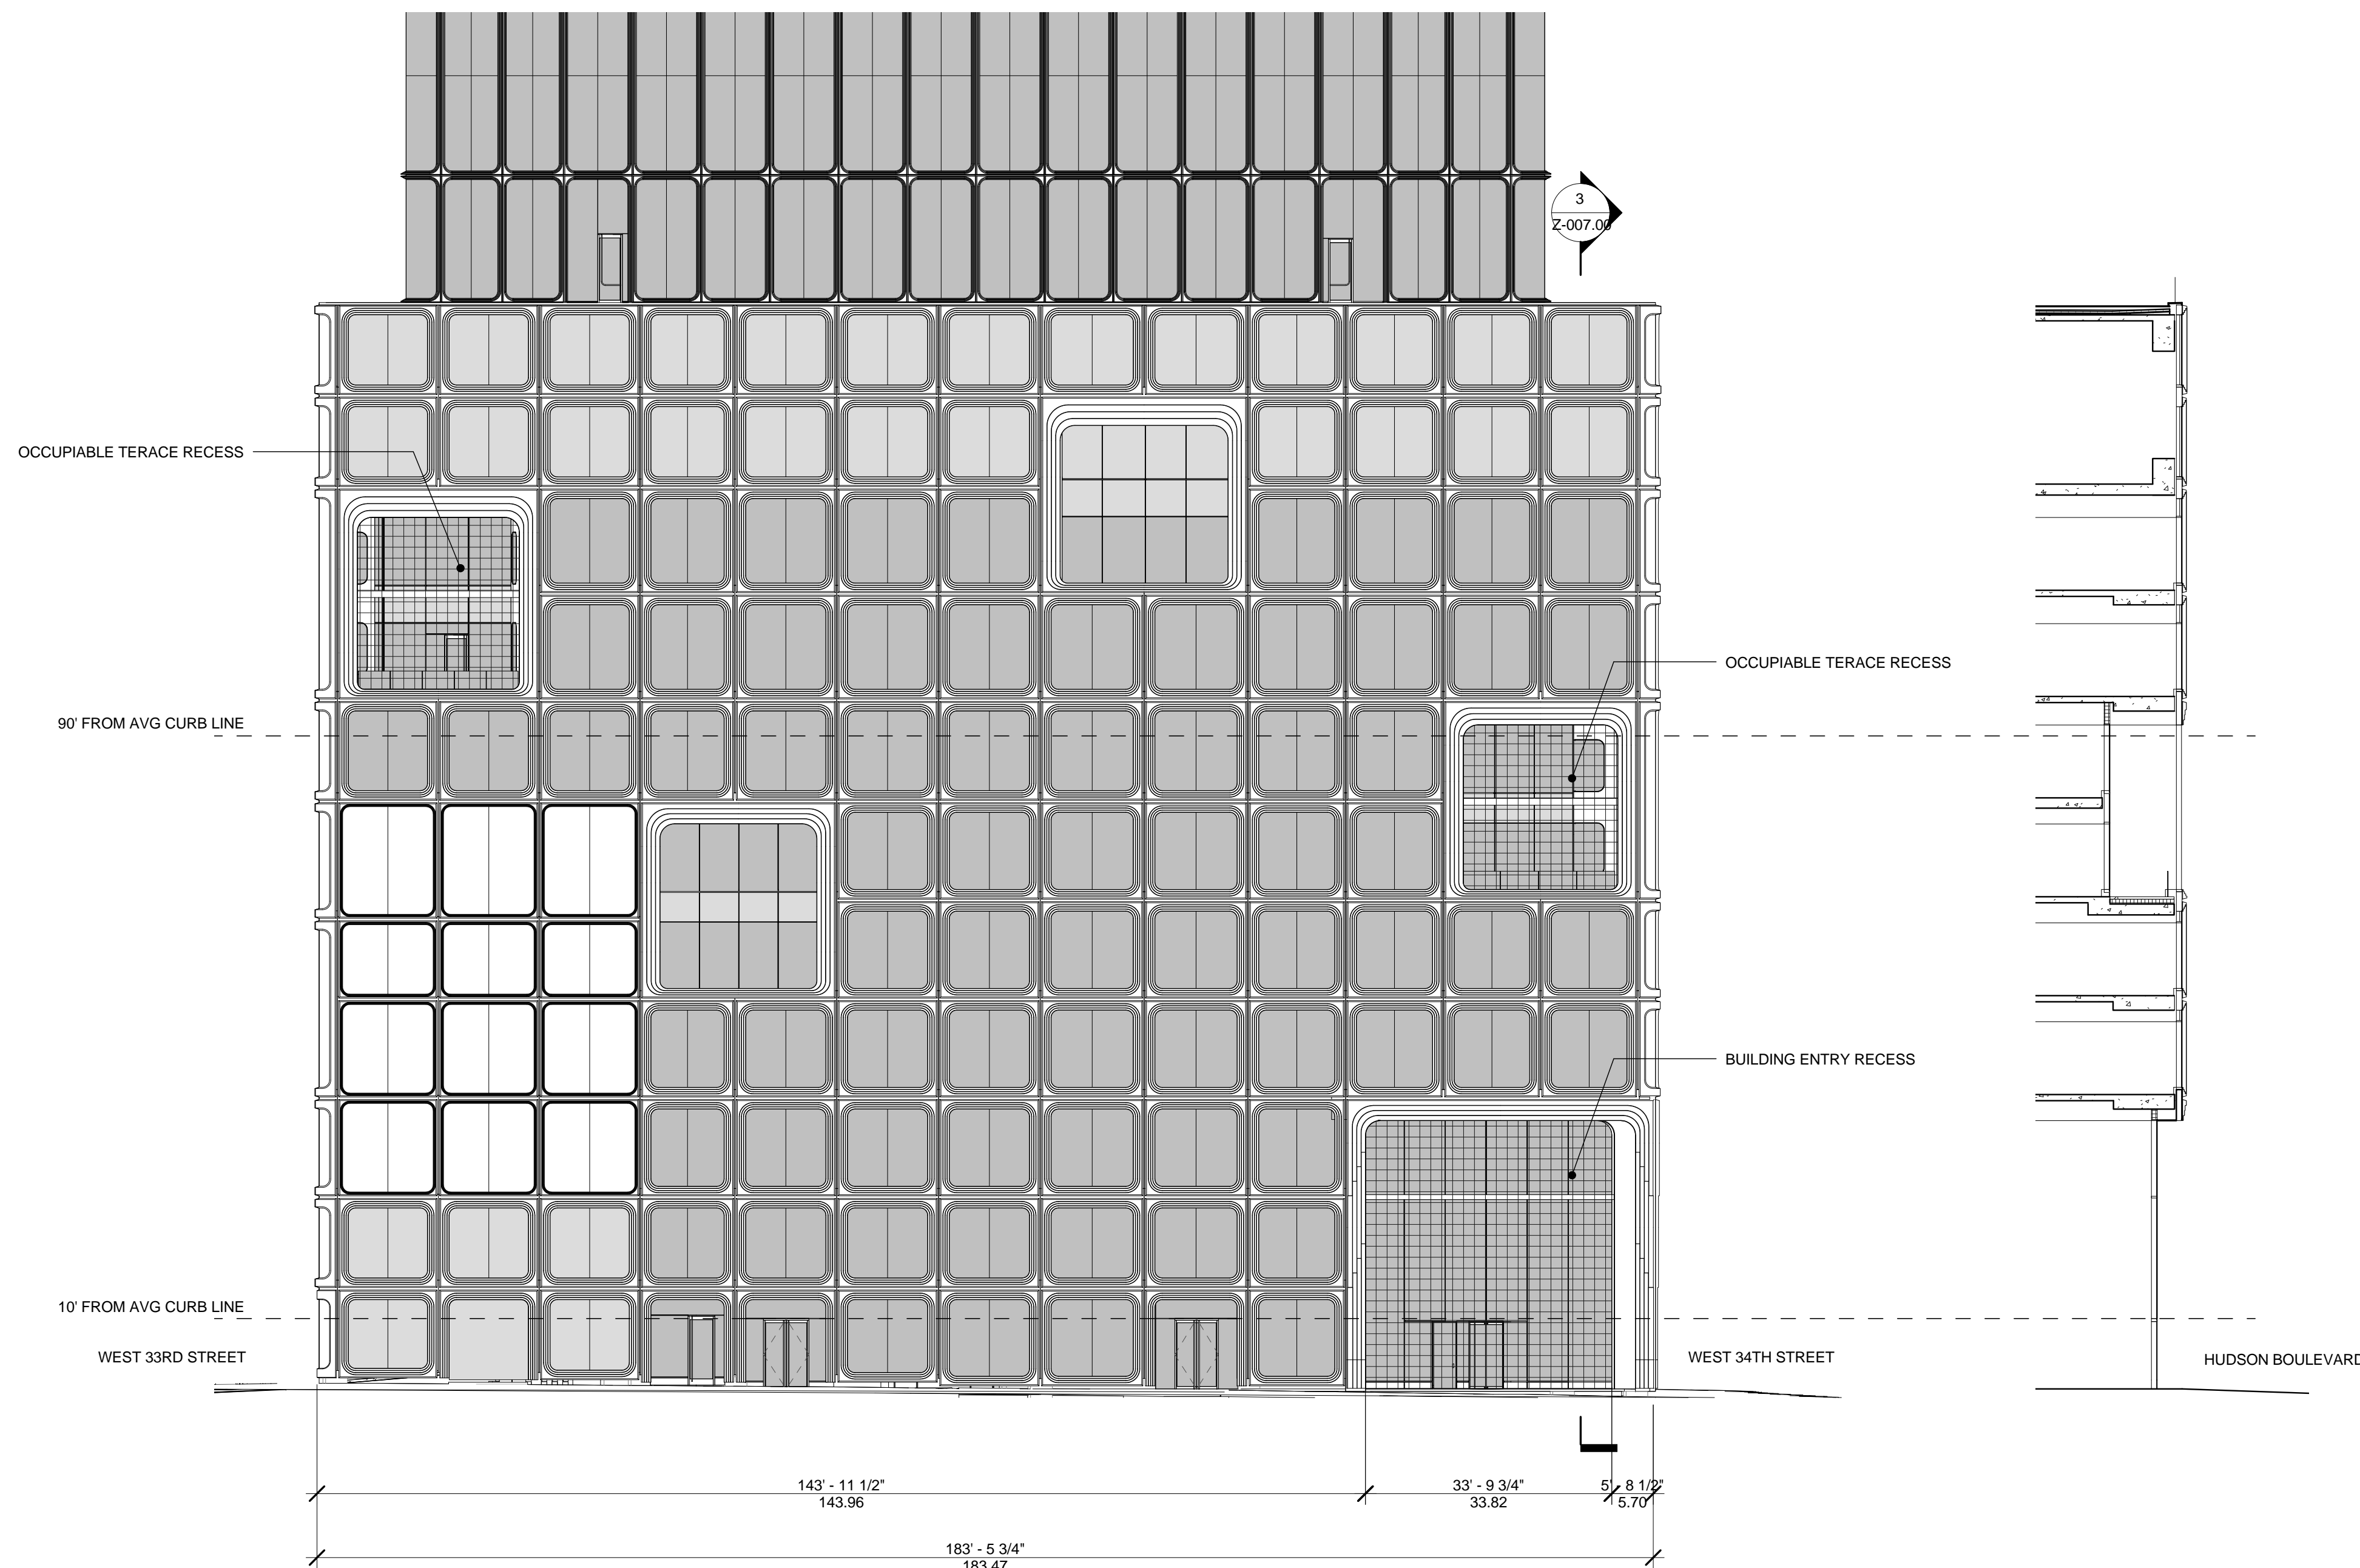 3
Z-007.00
OCCUPIABLE TERACE RECESS
OCCUPIABLE TERACE RECESS
90' FROM AVG CURB LINE
BUILDING ENTRY RECESS
10' FROM AVG CURB LINE
WEST 33RD STREET
WEST 34TH STREET
HUDSON BOULEVARD
143' - 11 1/2"
143.96
33' - 9 3/4"
33.82
5' - 8 1/2"
5.70
183' - 5 3/4"
183.47